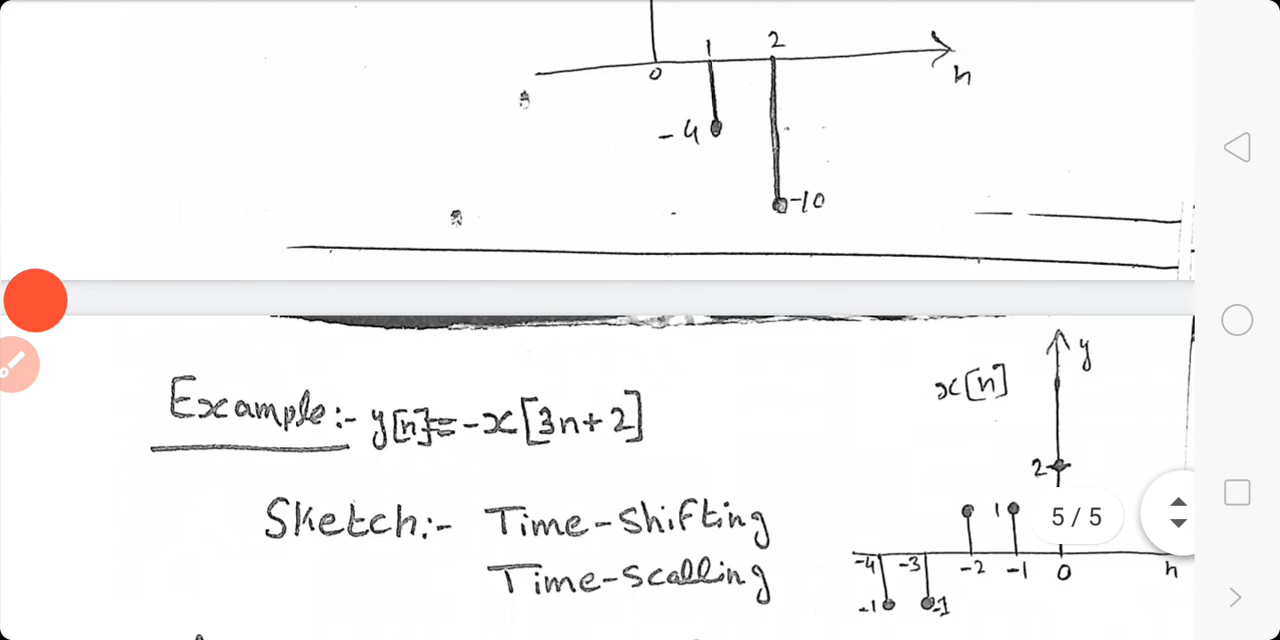 1
2
0
n
-4
-10
Example:- y[n]=-x[3n+2]
x[n]
y
2
Sketch:- Time-shifting
1
5 / 5
Time-scalling
-4 -3 -2 -1 0 n
-1 -1